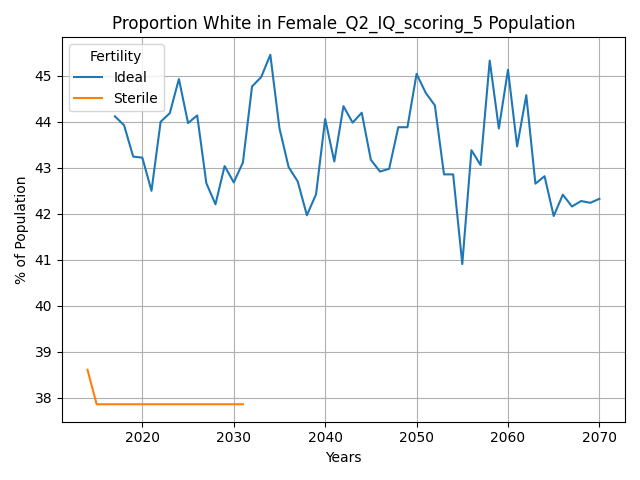 Proportion White in Female_Q2_IQ_scoring_5 Population
Fertility
Ideal
Sterile
% of Population
45
44
43
42
41
40
39
38
2020 2030 2040 2050 2060 2070
Years